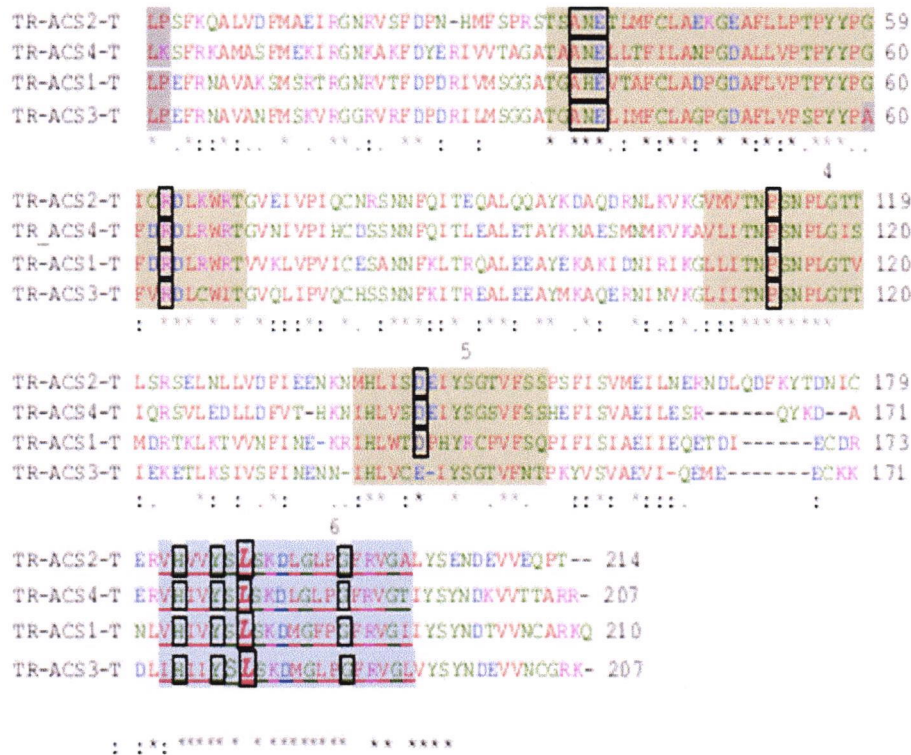 TR-ACS2-T LPSFKQALVDFMAEIRGNRVSFDPN-HMFSPRSTSANETLMFCLAEKGEAFLLPTPYYPG 59
TR-ACS4-T LKSFRKAMASFMEKIRGNKAKFDYERIVVTAGATAANELLTFILANPGDALLVPTPYYPG 60
TR-ACS1-T LPEFRNAVAKSMSRTRGNRVTFDPDRIVMSGGATGAHEVTAFCLADPGDAFLVPTPYYPG 60
TR-ACS3-T LPEFRNAVANFMSKVRGGRVRFDPDRILMSGGATGANELIMFCLAGPGDAFLVPSPYYPA 60
4
TR-ACS2-T ICRDLKWRTGVEIVPIQCNRSNNFQITEQALQQAYKDAQDRNLKVKGVMVTNPSNPLGTT 119
TR_ACS4-T FDRDLRWRTGVNIVPIHCDSSNNFQITLEALETAYKNAESMNMKVKAVLITNPSNPLGIS 120
TR-ACS1-T FDRDLRWRTVVKLVPVICESANNFKLTRQALEEAYEKAKIDNIRIKGLLITNPSNPLGTV 120
TR-ACS3-T FVRDLCWITGVQLIPVQCHSSNNFKITREALEEAYMKAQERNINVKGLIITNPSNPLGTT 120
5
TR-ACS2-T LSRSELNLLVDFIEENKNMHLISDEIYSGTVFSSPSFISVMEILNERNDLQDFKYTDNIC 179
TR-ACS4-T IQRSVLEDLLDFVT-HKNIHLVSDEIYSGSVFSSHEFISVAEILESR------QYKD--A 171
TR-ACS1-T MDRTKLKTVVNFINE-KRIHLWTDPHYRCPVFSQPIFISIAEIIEQETDI------ECDR 173
TR-ACS3-T IEKETLKSIVSFINENN-IHLVCE-IYSGTVFNTPKYVSVAEVI-QEME-------ECKK 171
6
TR-ACS2-T ERVHVVYSLSKDLGLPGFRVGALYSENDEVVEQPT-- 214
TR-ACS4-T ERVHIVYSLSKDLGLPGFRVGTIYSYNDKVVTTARR- 207
TR-ACS1-T NLVHIVYSLSKDMGFPGFRVGIIYSYNDTVVNCARKQ 210
TR-ACS3-T DLIHIIYSLSKDMGLPGFRVGLVYSYNDEVVNCGRK- 207